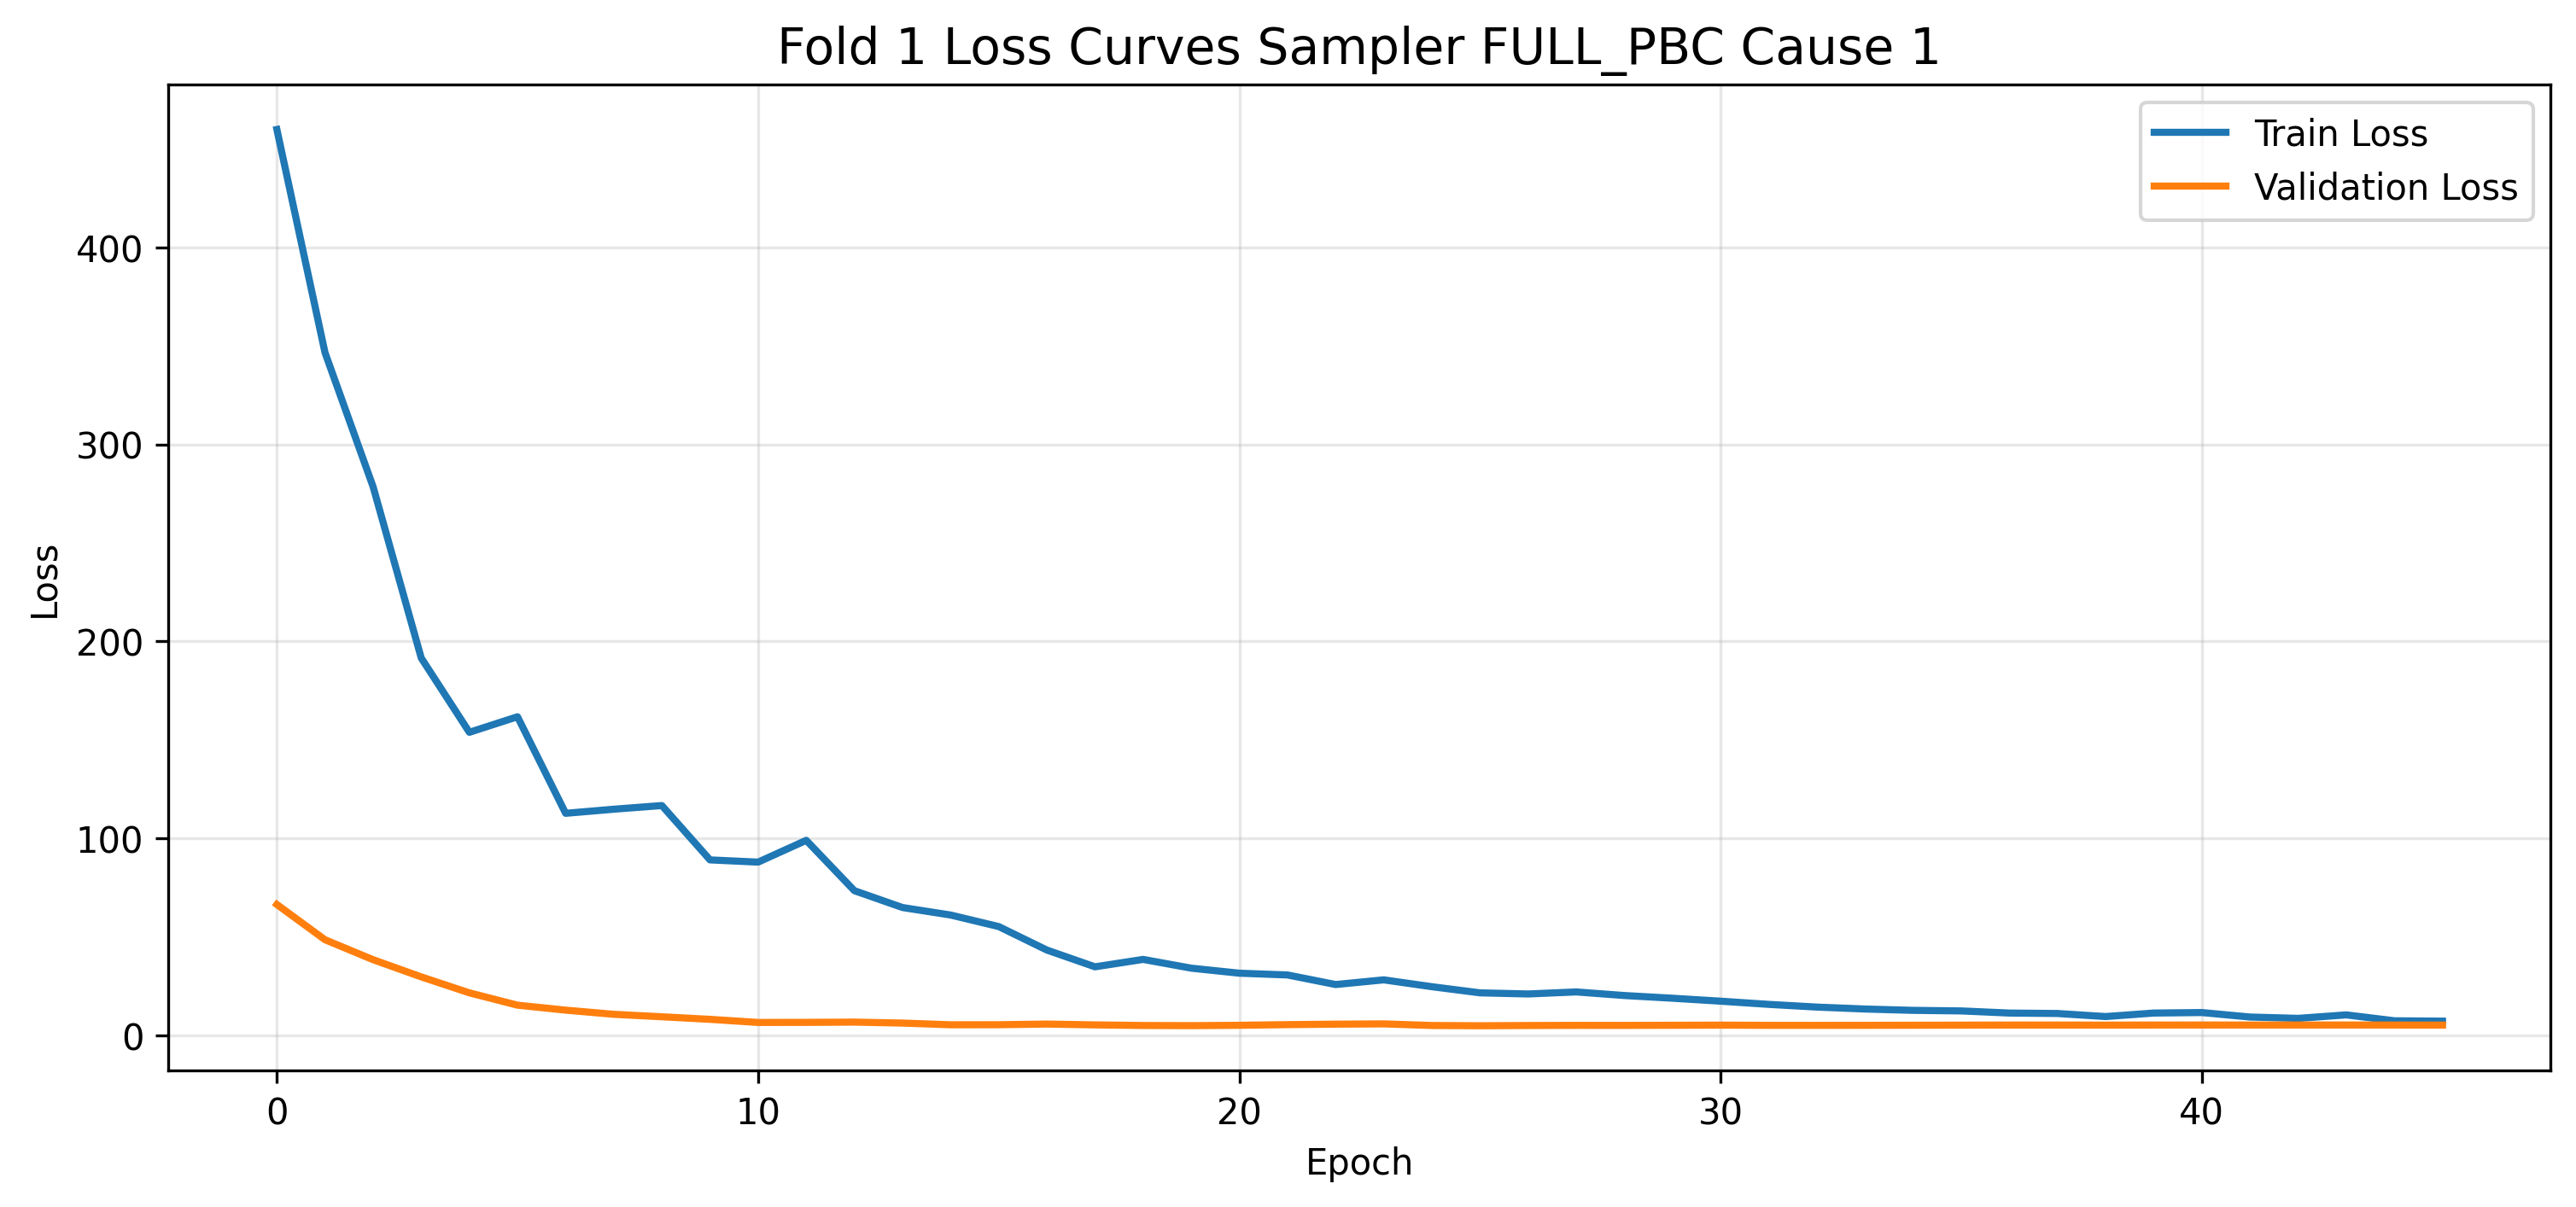 Fold 1 Loss Curves Sampler FULL_PBC Cause 1
Train Loss
Validation Loss
Loss
400
300
200
100
0
0 10 20 30 40
Epoch